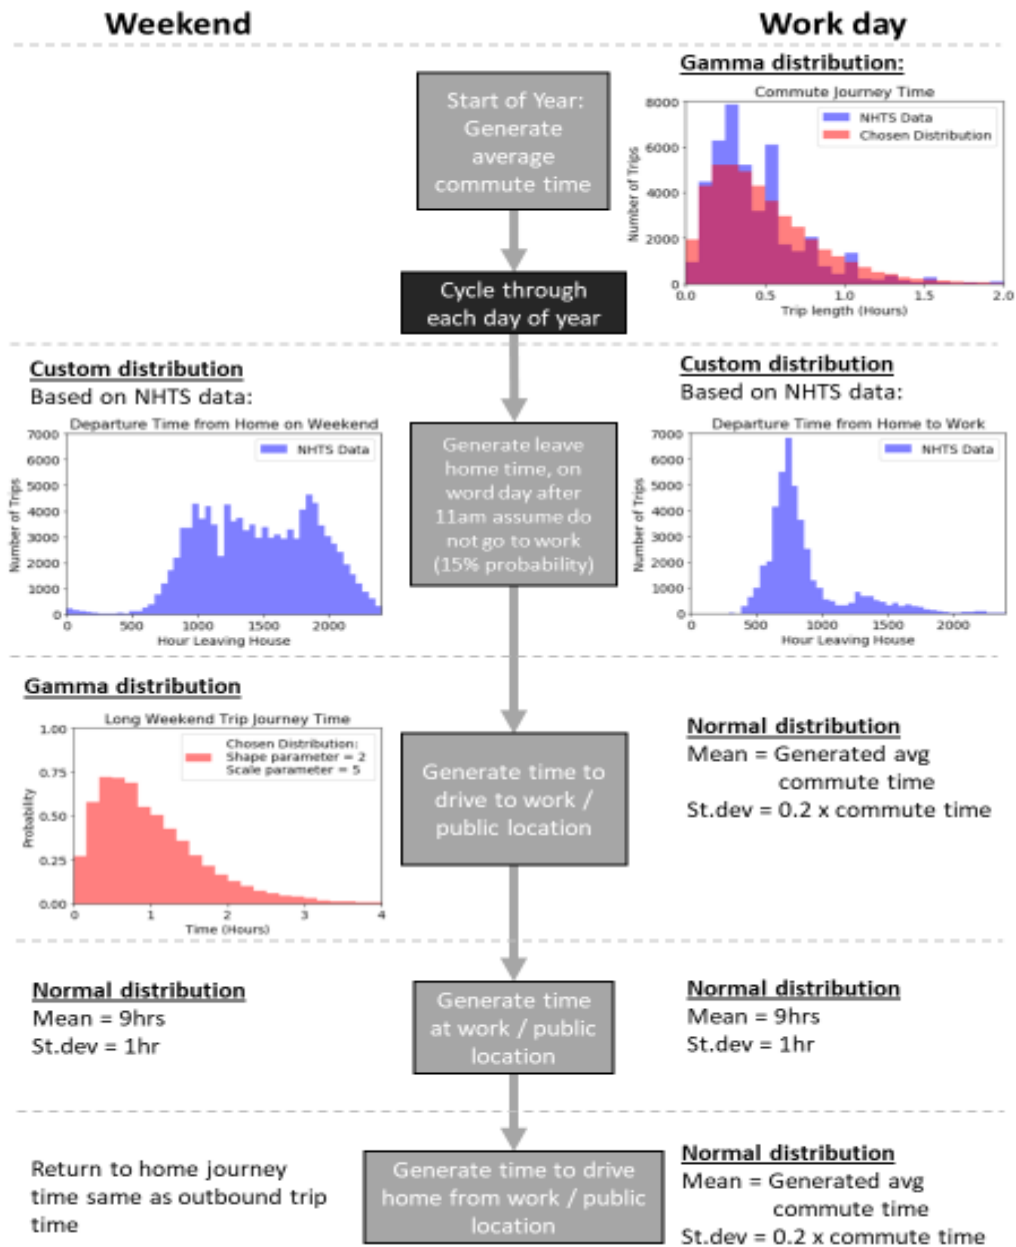 Weekend
Work day
Start of Year:
Generate
average
commute time
Gamma distribution:
Commute Journey Time
NHTS Data
Chosen Distribution
Number of Trips
8000
6000
4000
2000
0
0.0
0.5
1.0
1.5
2.0
Trip length (Hours)
Cycle through
each day of year
Custom distribution
Based on NHTS data:
Departure Time from Home on Weekend
NHTS Data
Number of Trips
7000
6000
5000
4000
3000
2000
1000
0
0
500
1000
1500
2000
Hour Leaving House
Generate leave
home time, on
word day after
11am assume do
not go to work
(15% probability)
Custom distribution
Based on NHTS data:
Departure Time from Home to Work
NHTS Data
Number of Trips
7000
6000
5000
4000
3000
2000
1000
0
0
500
1000
1500
2000
Hour Leaving House
Gamma distribution
Long Weekend Trip Journey Time
Chosen Distribution:
Shape parameter = 2
Scale parameter = 5
Probability
1.00
0.75
0.50
0.25
0.00
0
1
2
3
4
Time (Hours)
Generate time to
drive to work /
public location
Normal distribution
Mean = Generated avg
commute time
St.dev = 0.2 x commute time
Normal distribution
Mean = 9hrs
St.dev = 1hr
Generate time
at work / public
location
Normal distribution
Mean = 9hrs
St.dev = 1hr
Return to home journey
time same as outbound trip
time
Generate time to drive
home from work / public
location
Normal distribution
Mean = Generated avg
commute time
St.dev = 0.2 x commute time